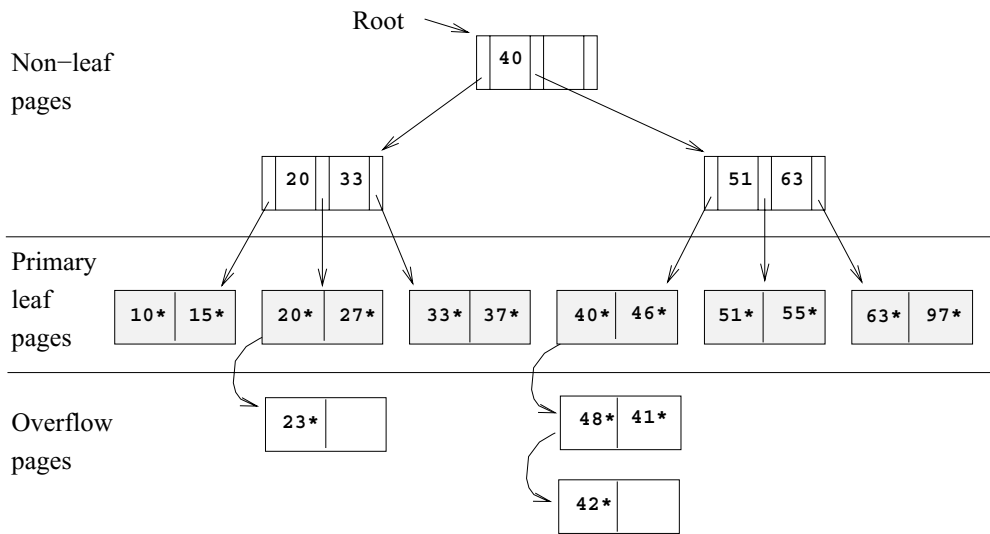 Root
Non−leaf
pages
40
20 33
51 63
Primary
leaf
pages
10* 15*
20* 27*
33* 37*
40* 46*
51* 55*
63* 97*
Overflow
pages
23*
48* 41*
42*